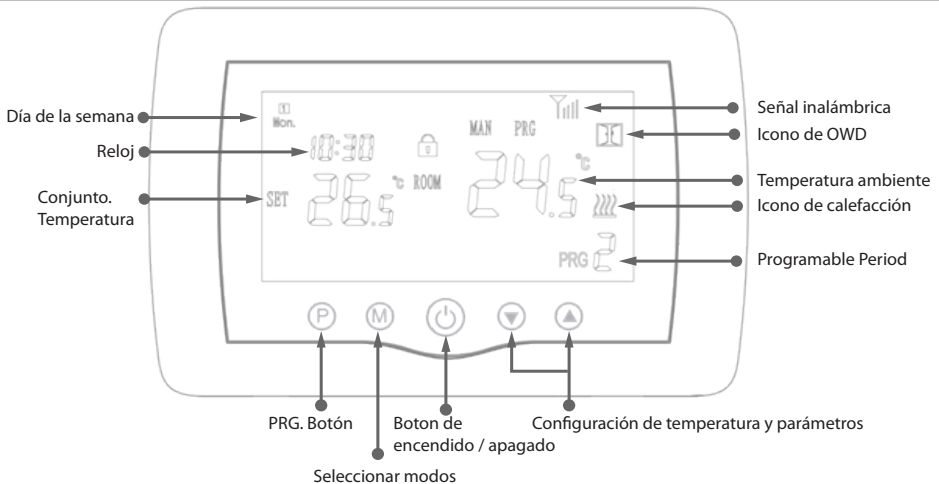 Día de la semana
Reloj
Conjunto.
Temperatura
1
Mon.
10:30
MAN PRG
SET 26.5 °C ROOM 24.5 °C
PRG 2
Señal inalámbrica
Icono de OWD
Temperatura ambiente
Icono de calefacción
Programable Period
P M
PRG. Botón
Boton de
encendido / apagado
Configuración de temperatura y parámetros
Seleccionar modos